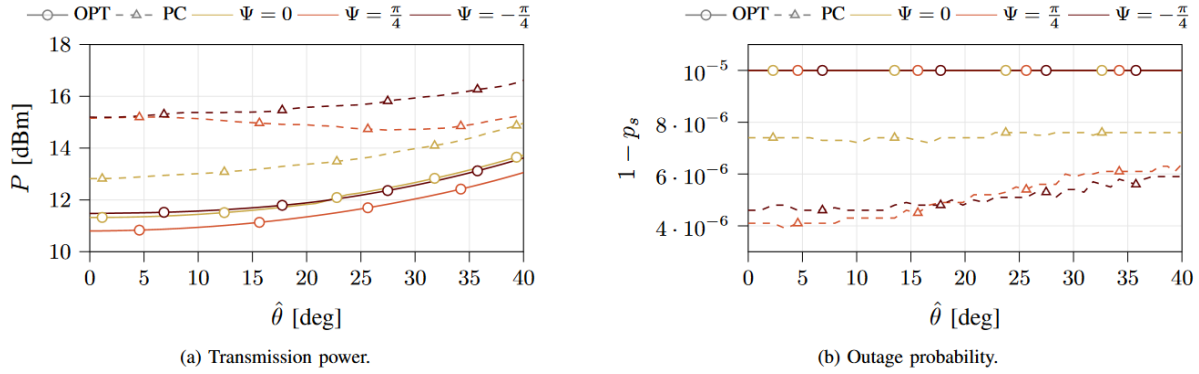 OPT PC Ψ = 0 Ψ = π/4 Ψ = −π/4
18
16
14
12
10
P [dBm]
0 5 10 15 20 25 30 35 40
θ̂ [deg]
(a) Transmission power.
OPT PC Ψ = 0 Ψ = π/4 Ψ = −π/4
10⁻⁵
8 · 10⁻⁶
6 · 10⁻⁶
4 · 10⁻⁶
1 − pₛ
0 5 10 15 20 25 30 35 40
θ̂ [deg]
(b) Outage probability.